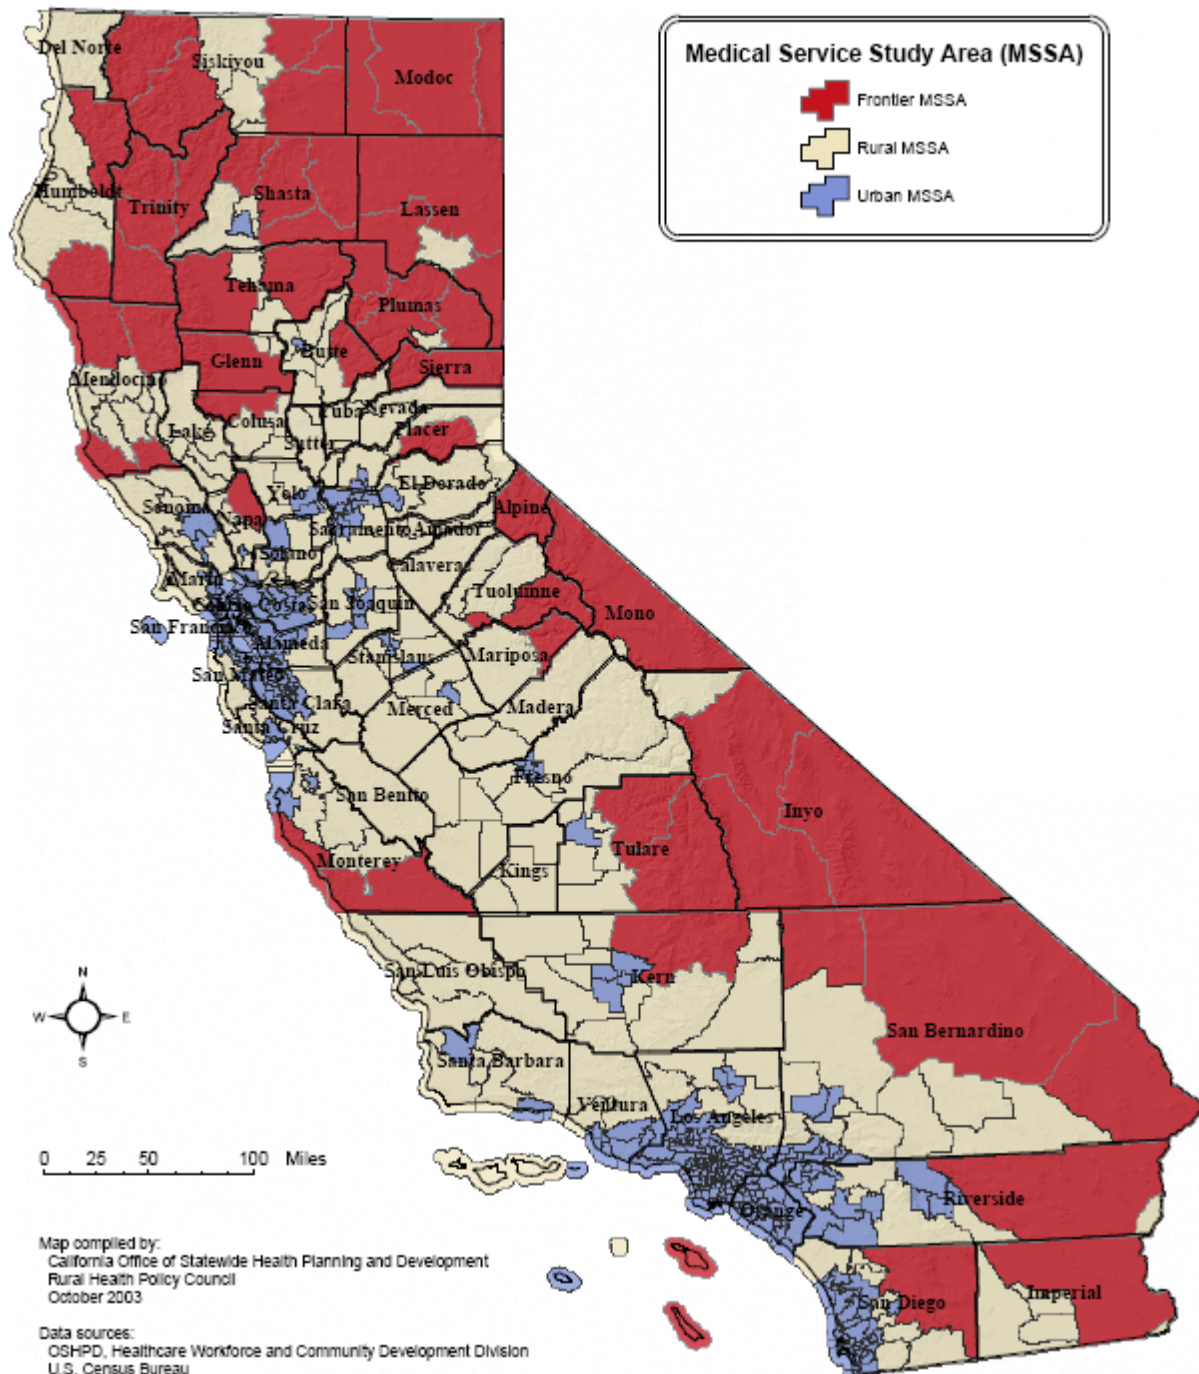 Medical Service Study Area (MSSA)
Frontier MSSA
Rural MSSA
Urban MSSA
Del Norte
Siskiyou
Modoc
Humboldt
Trinity
Shasta
Lassen
Tehama
Plumas
Glenn
Butte
Sierra
Mendocino
Lake
Colusa
Sutter
Yuba
Nevada
Placer
Sonoma
Napa
Yolo
El Dorado
Alpine
Sacramento
Amador
Solano
Calaveras
Marin
Contra Costa
San Joaquin
Tuolumne
Mono
San Francisco
Alameda
Stanislaus
Mariposa
San Mateo
Santa Clara
Merced
Madera
Santa Cruz
San Benito
Fresno
Inyo
Monterey
Kings
Tulare
San Luis Obispo
Kern
San Bernardino
Santa Barbara
Ventura
Los Angeles
Orange
Riverside
San Diego
Imperial
N
W
E
S
0 25 50 100 Miles
Map compiled by:
California Office of Statewide Health Planning and Development
Rural Health Policy Council
October 2003
Data sources:
OSHPD, Healthcare Workforce and Community Development Division
U.S. Census Bureau